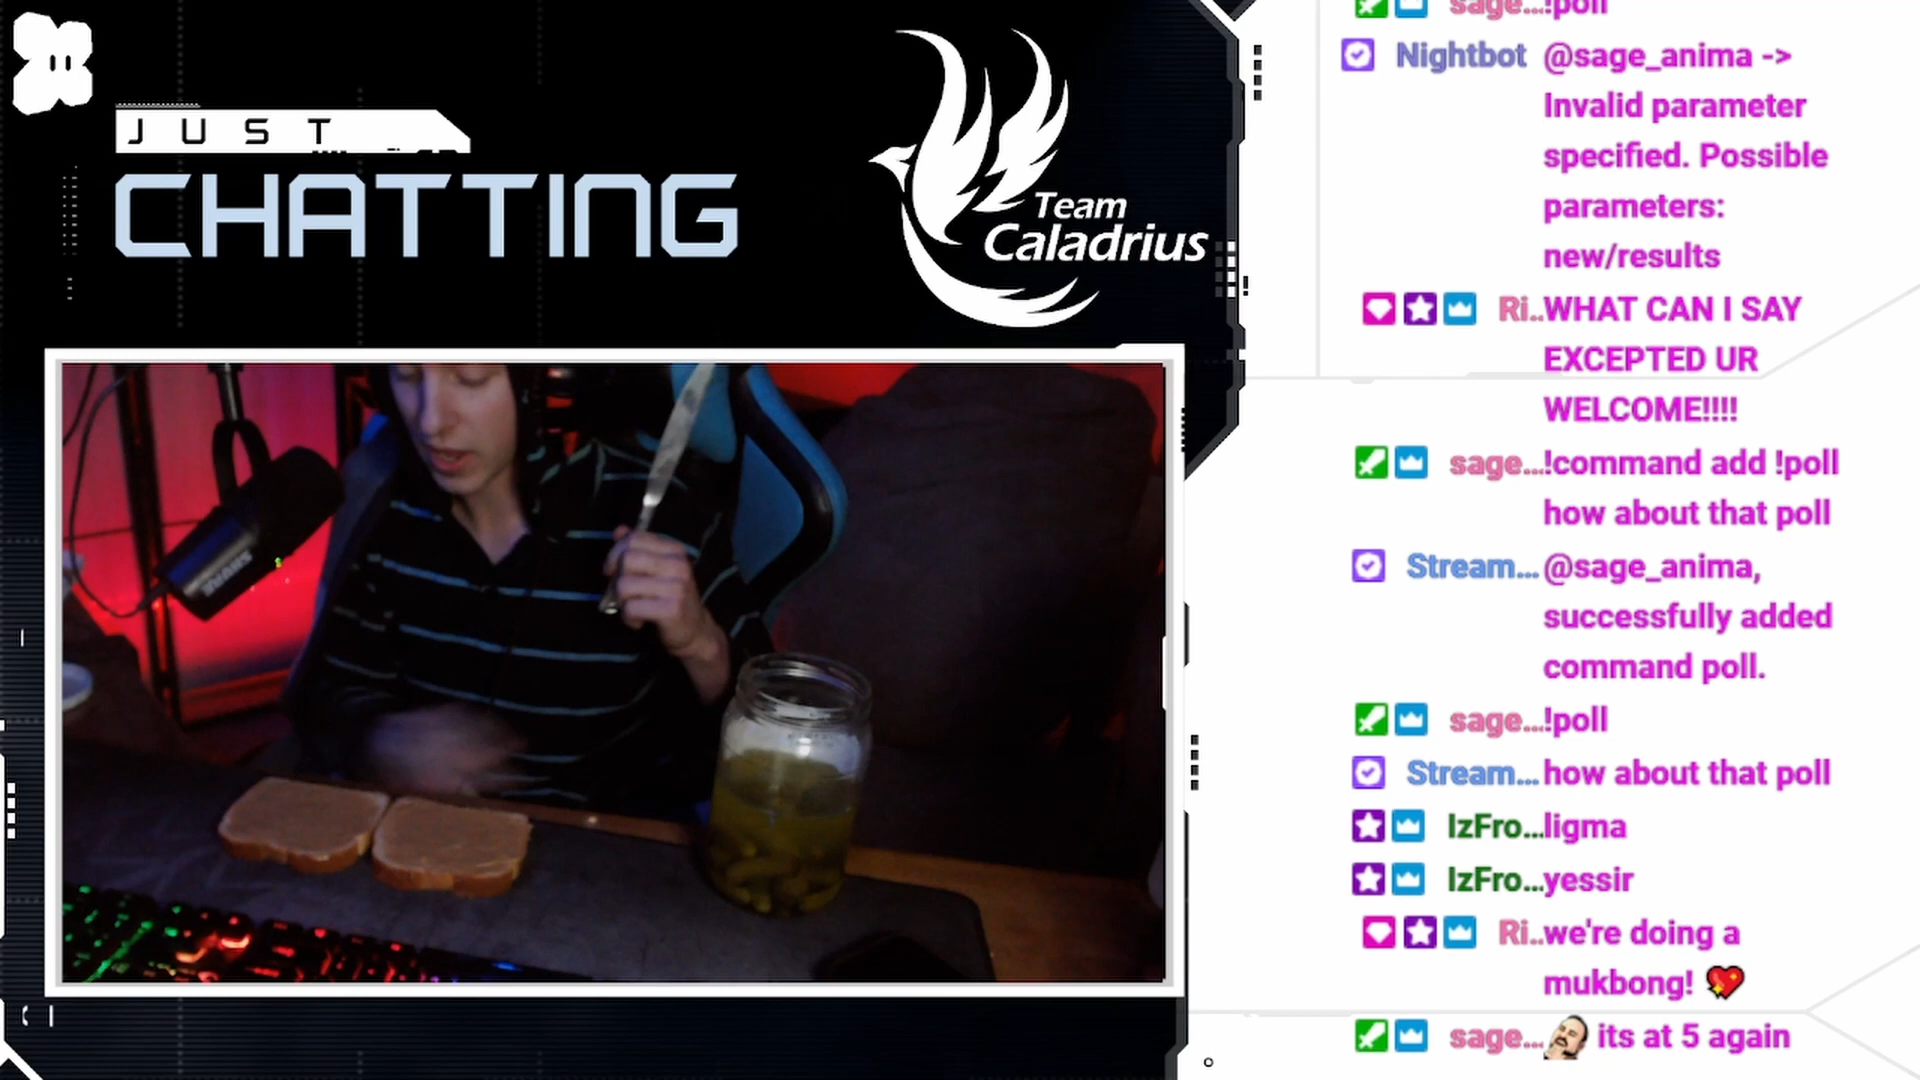 JUST
CHATTING
Team
Caladrius
sage...!poll
Nightbot @sage_anima ->
Invalid parameter
specified. Possible
parameters:
new/results
Ri..WHAT CAN I SAY
EXCEPTED UR
WELCOME!!!!
sage...!command add !poll
how about that poll
Stream...@sage_anima,
successfully added
command poll.
sage...!poll
Stream...how about that poll
IzFro...ligma
IzFro...yessir
Ri..we're doing a
mukbong! 💖
sage... its at 5 again